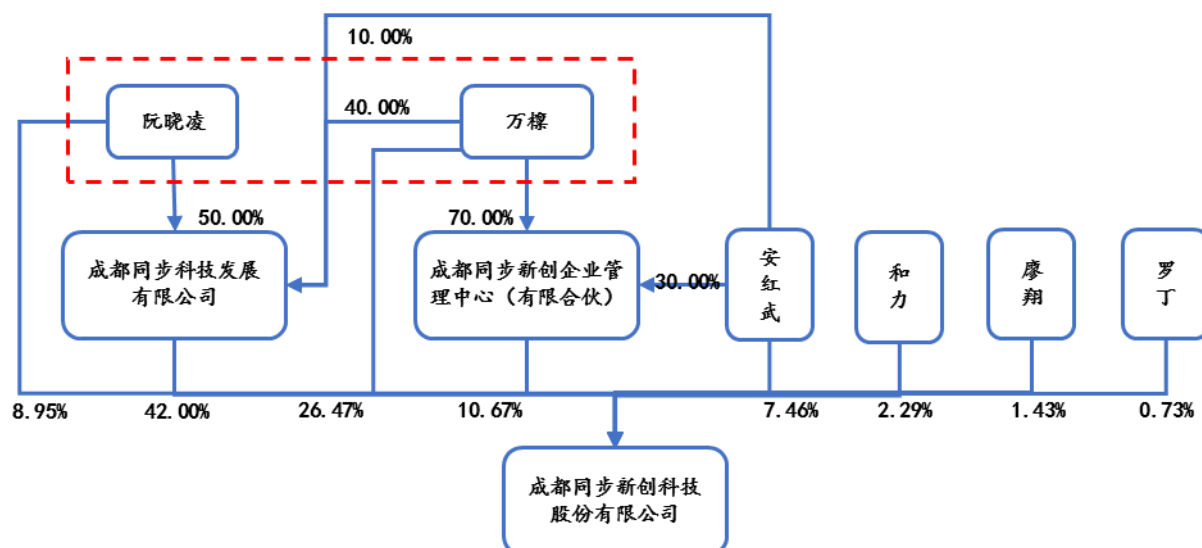 10.00%
阮晓凌
40.00%
万檁
50.00%
70.00%
成都同步科技发展
有限公司
成都同步新创企业管
理中心（有限合伙）
30.00%
安
红
武
和
力
廖
翔
罗
丁
8.95%
42.00%
26.47%
10.67%
7.46%
2.29%
1.43%
0.73%
成都同步新创科技
股份有限公司